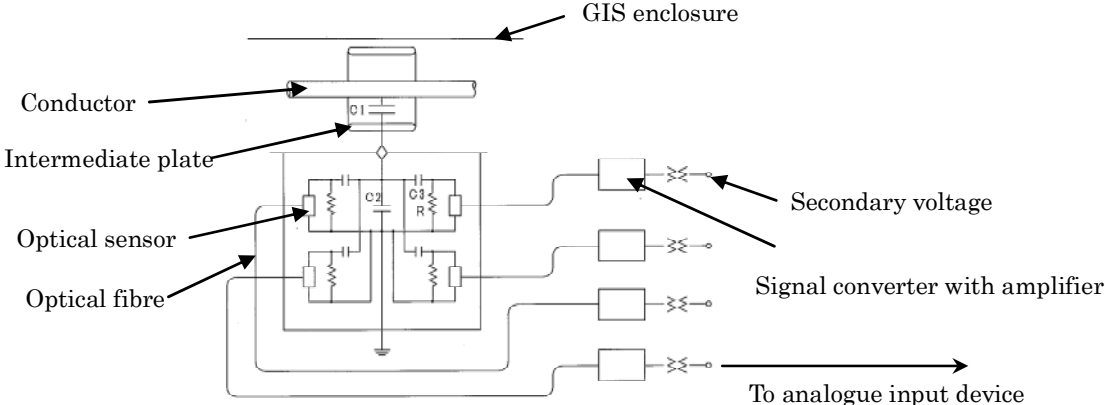 GIS enclosure
Conductor
C1
Intermediate plate
C2
C3
R
Secondary voltage
Optical sensor
Signal converter with amplifier
Optical fibre
To analogue input device